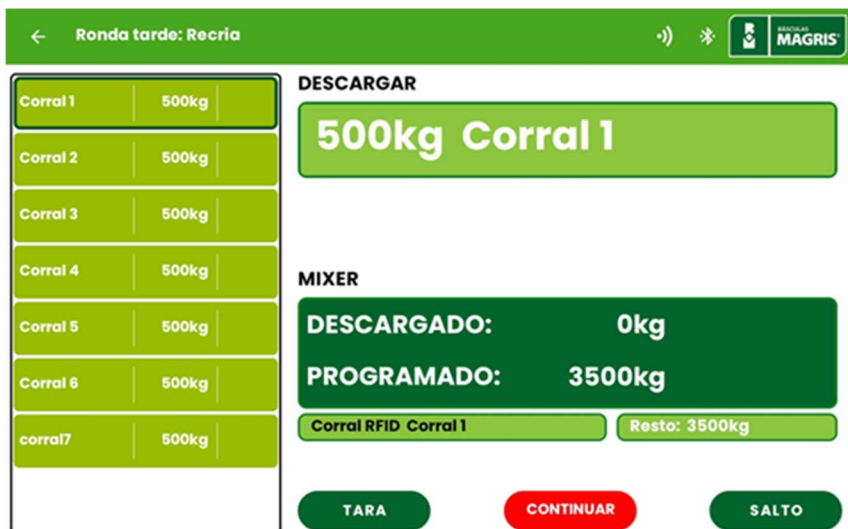 Ronda tarde: Recria
BÁSCULAS
MAGRIS
Corral 1 500kg
Corral 2 500kg
Corral 3 500kg
Corral 4 500kg
Corral 5 500kg
Corral 6 500kg
corral7 500kg
DESCARGAR
500kg Corral 1
MIXER
DESCARGADO: 0kg
PROGRAMADO: 3500kg
Corral RFID Corral 1 Resto: 3500kg
TARA CONTINUAR SALTO